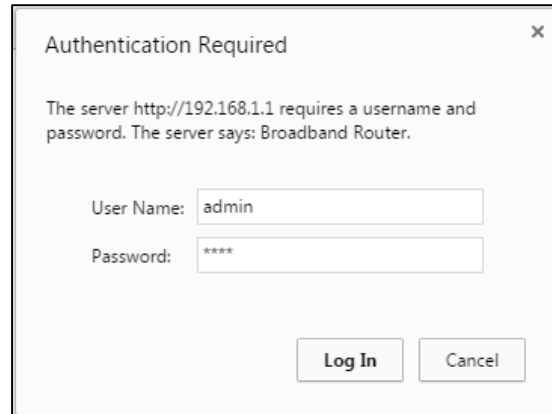 Authentication Required
The server http://192.168.1.1 requires a username and
password. The server says: Broadband Router.
User Name: admin
Password: ****
Log In Cancel